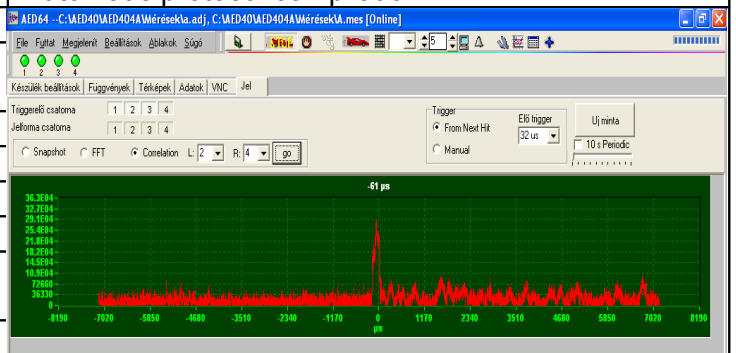 AED64 --C:\AED40\AED404A\Mérések\a.adj, C:\AED40\AED404A\Mérések\A.mes [Online]
File Fyttat Megjelenít Beállítások Ablakok Súgó
5
1 2 3 4
Készülék beállítások Függvények Térképek Adatok VNC Jel
Triggerelő csatorna 1 2 3 4
Jelforma csatorna 1 2 3 4
Snapshot FFT Correlation L: 2 R: 4 go
Trigger
From Next Hit
Manual
Elő trigger
32 us
Uj minta
10 s Periodic
-61 µs
36.3E04
32.7E04
29.1E04
25.4E04
21.8E04
18.2E04
14.5E04
10.9E04
72660
36330
0
-8190 -7020 -5850 -4680 -3510 -2340 -1170 0 1170 2340 3510 4680 5850 7020 8190
µs